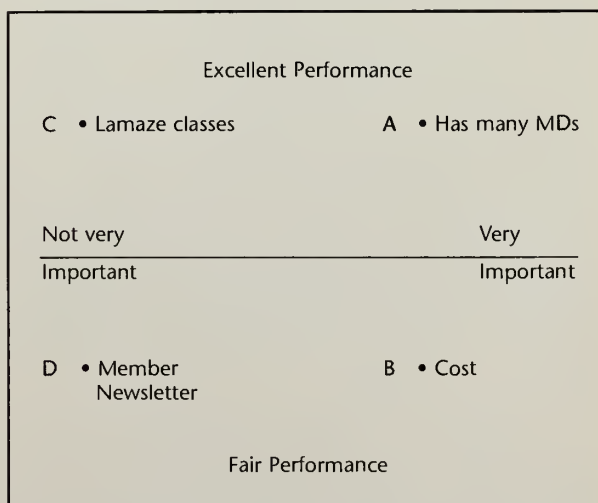 Excellent Performance
C • Lamaze classes A • Has many MDs
Not very Very
Important Important
D • Member B • Cost
Newsletter
Fair Performance